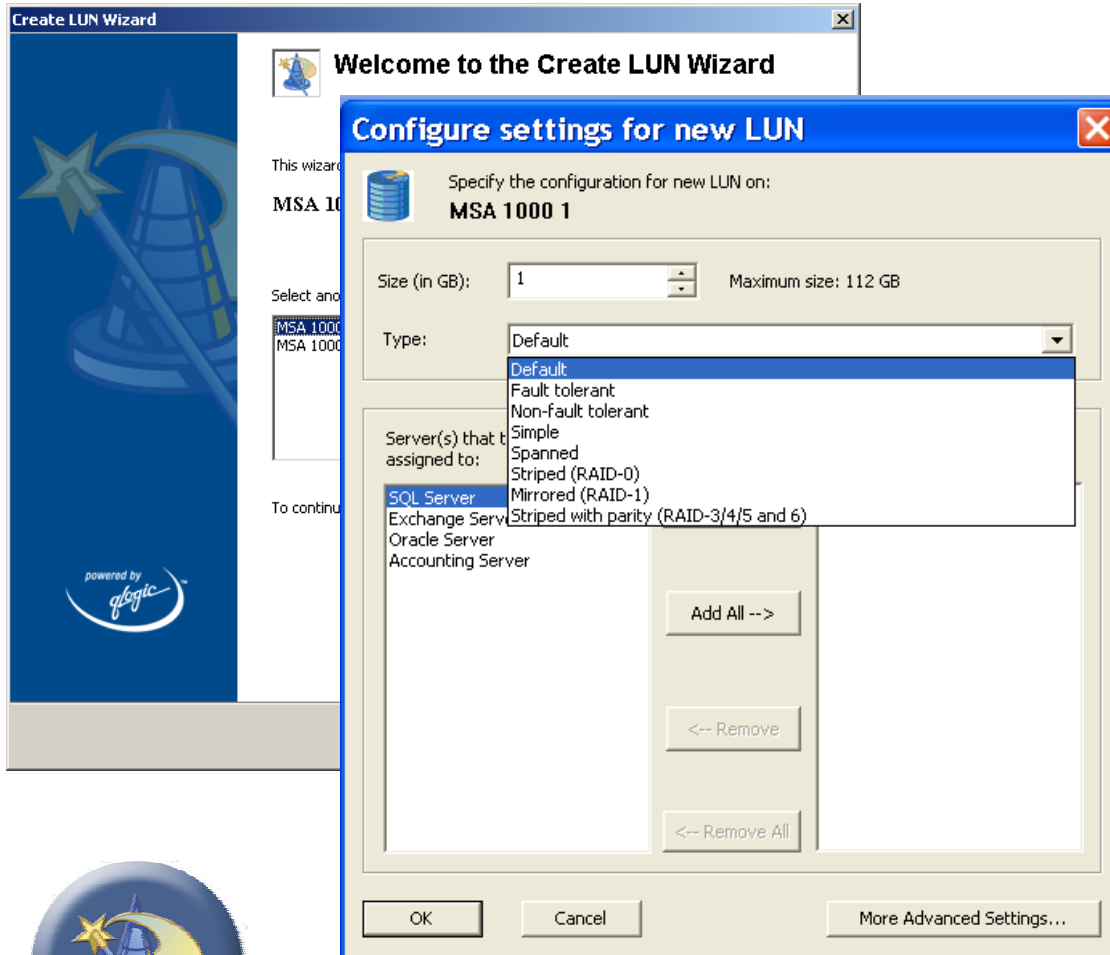 Create LUN Wizard
Welcome to the Create LUN Wizard
This wizard
MSA 10
Select ano
MSA 1000
MSA 1000
To continu
powered by
qlogic
Configure settings for new LUN
Specify the configuration for new LUN on:
MSA 1000 1
Size (in GB):
1
Maximum size: 112 GB
Type:
Default
Default
Fault tolerant
Non-fault tolerant
Simple
Spanned
Striped (RAID-0)
Mirrored (RAID-1)
Striped with parity (RAID-3/4/5 and 6)
Server(s) that t
assigned to:
SQL Server
Exchange Serv
Oracle Server
Accounting Server
Add All -->
<-- Remove
<-- Remove All
OK
Cancel
More Advanced Settings...